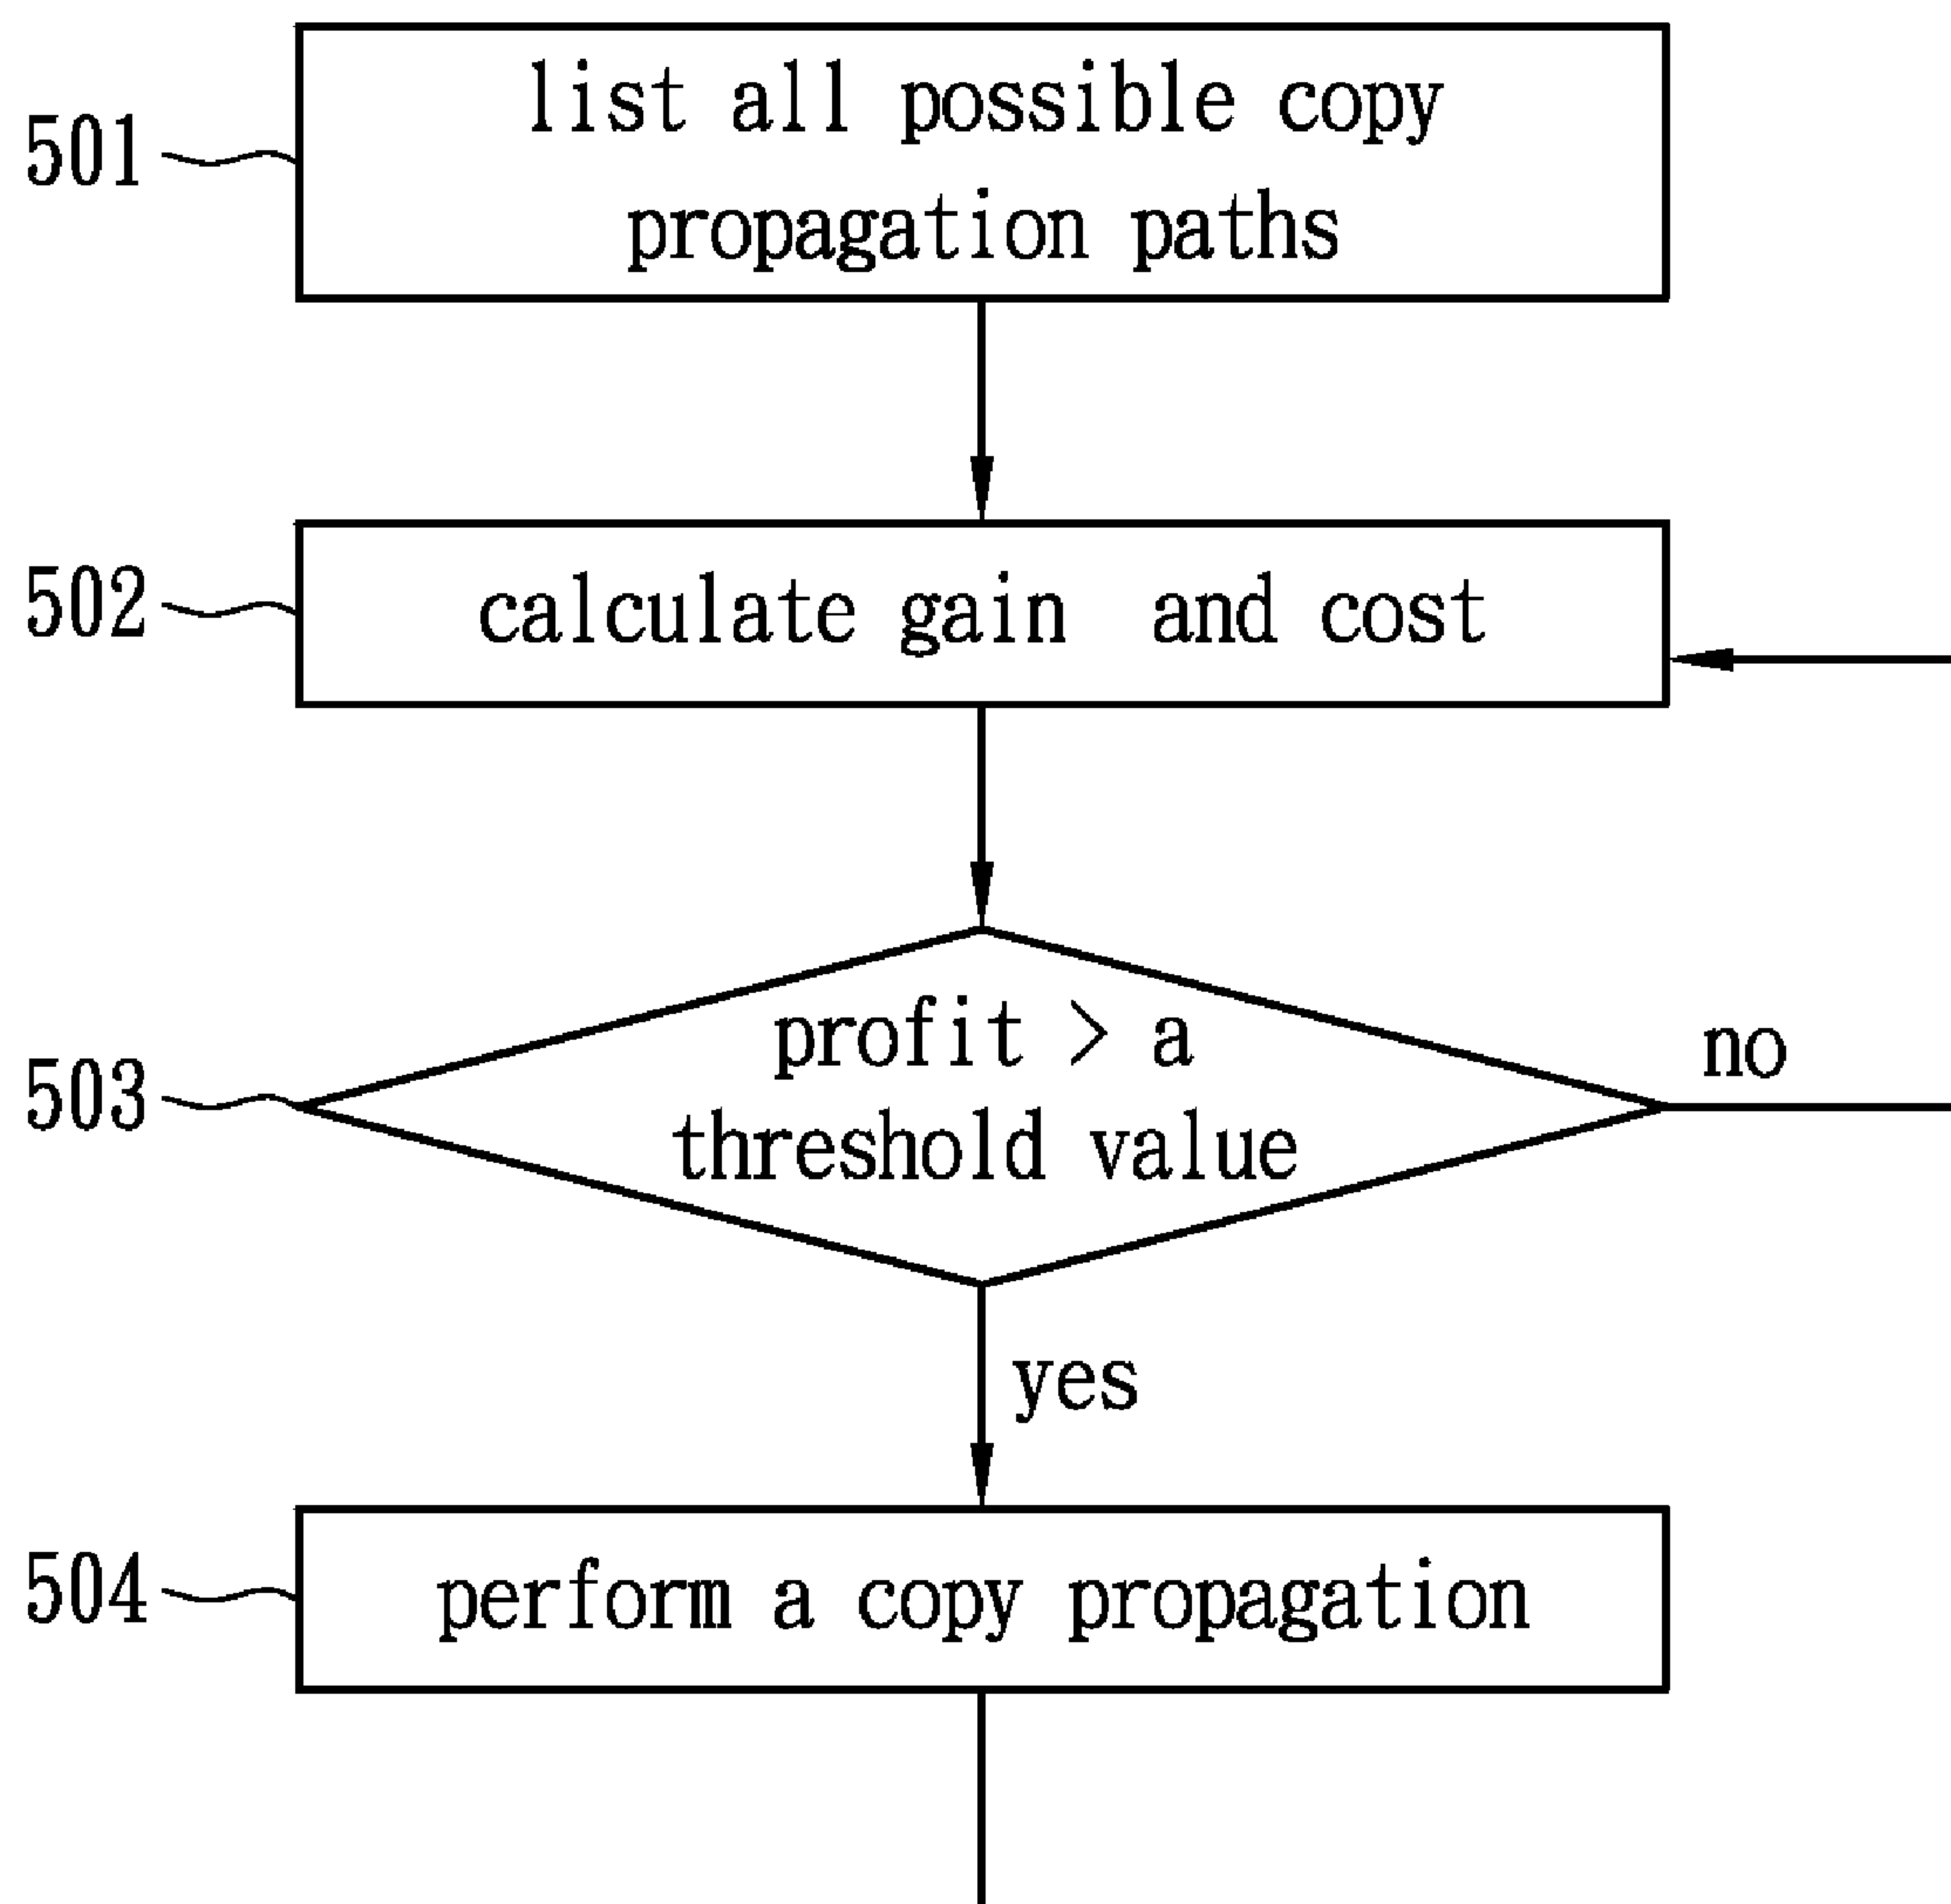 501
list all possible copy
propagation paths
502
calculate gain and cost
503
profit > a
threshold value
no
yes
504
perform a copy propagation